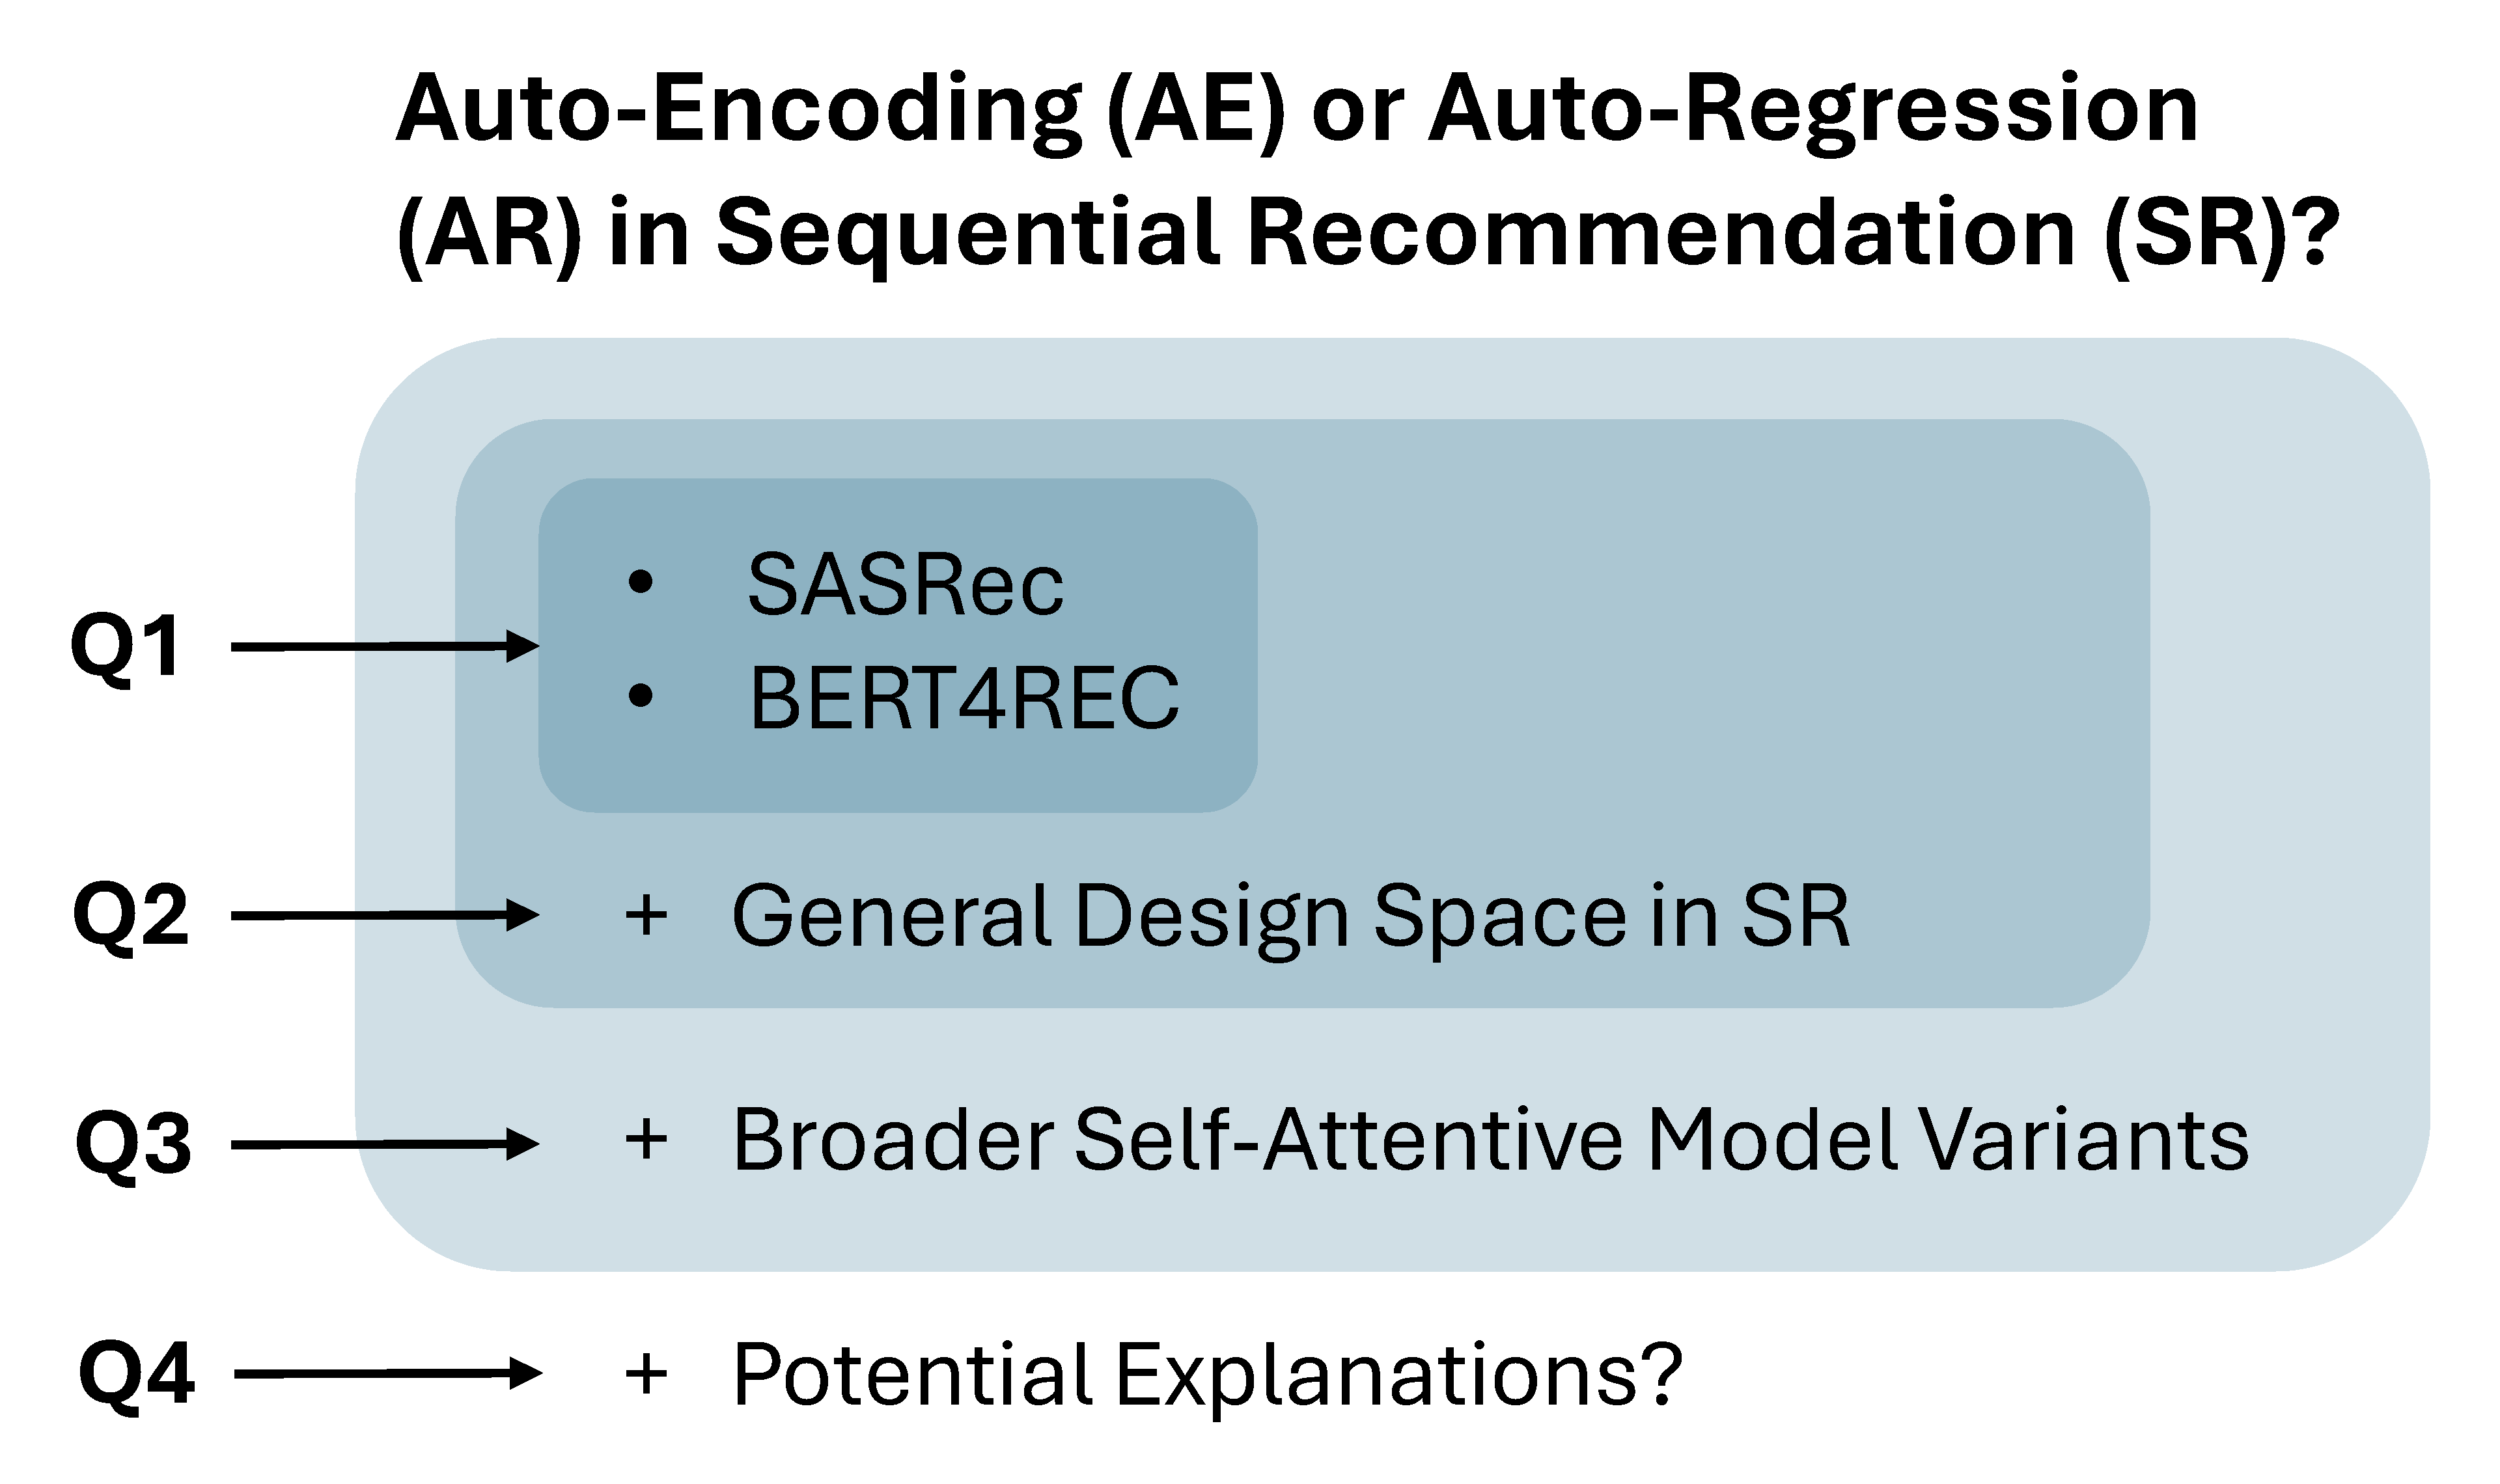 Auto-Encoding (AE) or Auto-Regression
(AR) in Sequential Recommendation (SR)?
• SASRec
Q1
• BERT4REC
Q2 + General Design Space in SR
Q3 + Broader Self-Attentive Model Variants
Q4 + Potential Explanations?